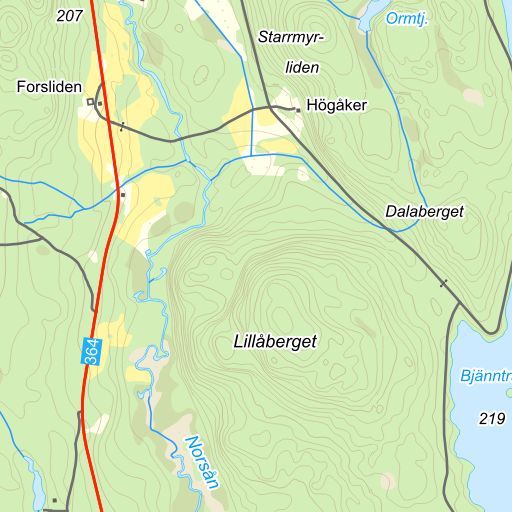 207
Ormtj.
Starrmyr-
liden
Forsliden
Högåker
Dalaberget
364
Lillåberget
Bjänntr
219
Norsån